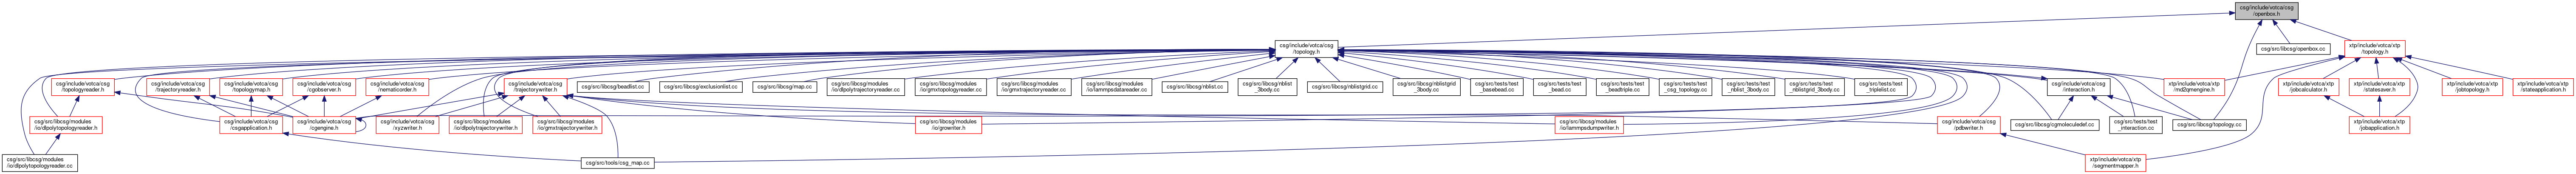 csg/include/votca/csg
/openbox.h
csg/include/votca/csg
/topology.h
csg/src/libcsg/openbox.cc
xtp/include/votca/xtp
/topology.h
csg/include/votca/csg
/topologyreader.h
csg/include/votca/csg
/trajectoryreader.h
csg/include/votca/csg
/topologymap.h
csg/include/votca/csg
/cgobserver.h
csg/include/votca/csg
/nematicorder.h
csg/include/votca/csg
/trajectorywriter.h
csg/src/libcsg/beadlist.cc
csg/src/libcsg/exclusionlist.cc
csg/src/libcsg/map.cc
csg/src/libcsg/modules
/io/dlpolytrajectoryreader.cc
csg/src/libcsg/modules
/io/gmxtopologyreader.cc
csg/src/libcsg/modules
/io/gmxtrajectoryreader.cc
csg/src/libcsg/modules
/io/lammpsdatareader.cc
csg/src/libcsg/nblist.cc
csg/src/libcsg/nblist
_3body.cc
csg/src/libcsg/nblistgrid.cc
csg/src/libcsg/nblistgrid
_3body.cc
csg/src/tests/test
_basebead.cc
csg/src/tests/test
_bead.cc
csg/src/tests/test
_beadtriple.cc
csg/src/tests/test
_csg_topology.cc
csg/src/tests/test
_nblist_3body.cc
csg/src/tests/test
_nblistgrid_3body.cc
csg/src/tests/test
_triplelist.cc
csg/include/votca/csg
/interaction.h
xtp/include/votca/xtp
/md2qmengine.h
xtp/include/votca/xtp
/jobcalculator.h
xtp/include/votca/xtp
/statesaver.h
xtp/include/votca/xtp
/jobtopology.h
xtp/include/votca/xtp
/stateapplication.h
csg/src/libcsg/modules
/io/dlpolytopologyreader.h
csg/include/votca/csg
/csgapplication.h
csg/include/votca/csg
/cgengine.h
csg/include/votca/csg
/xyzwriter.h
csg/src/libcsg/modules
/io/dlpolytrajectorywriter.h
csg/src/libcsg/modules
/io/gmxtrajectorywriter.h
csg/src/libcsg/modules
/io/growriter.h
csg/src/libcsg/modules
/io/lammpsdumpwriter.h
csg/include/votca/csg
/pdbwriter.h
csg/src/libcsg/cgmoleculedef.cc
csg/src/tests/test
_interaction.cc
csg/src/libcsg/topology.cc
xtp/include/votca/xtp
/jobapplication.h
csg/src/libcsg/modules
/io/dlpolytopologyreader.cc
csg/src/tools/csg_map.cc
xtp/include/votca/xtp
/segmentmapper.h